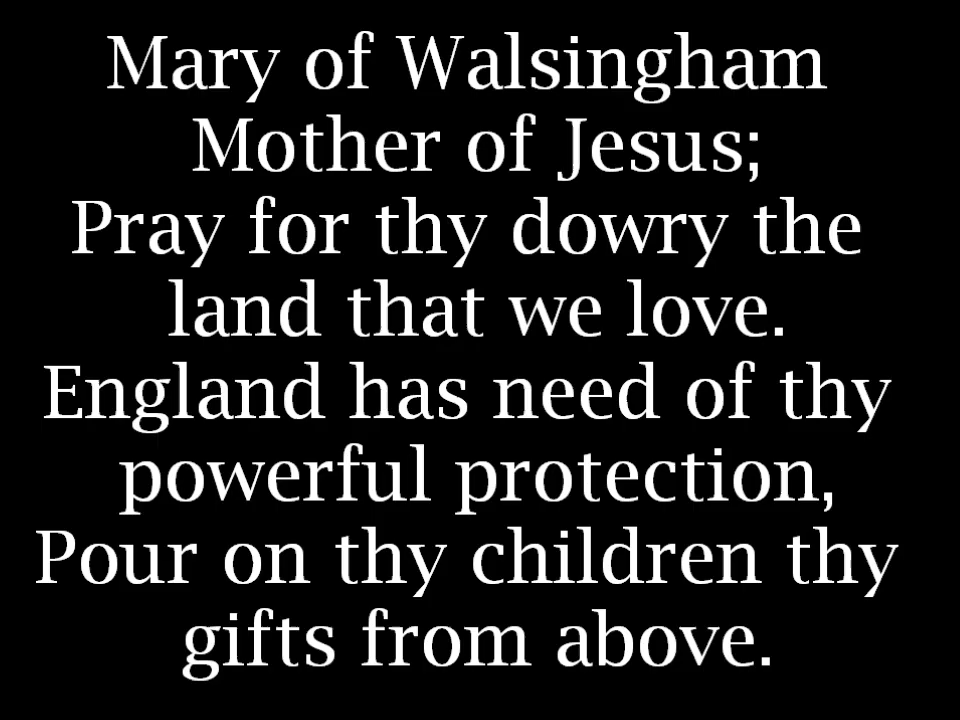 Mary of Walsingham
Mother of Jesus;
Pray for thy dowry the
land that we love.
England has need of thy
powerful protection,
Pour on thy children thy
gifts from above.